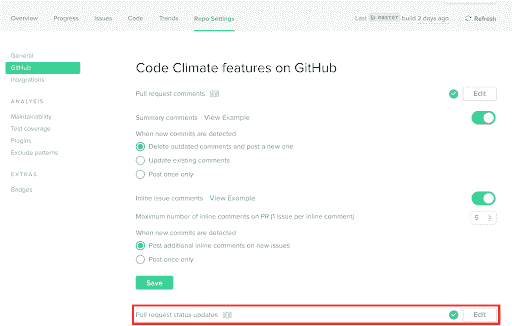 Overview Progress Issues Code Trends Repo Settings Last master build 2 days ago Refresh
General
GitHub
Integrations
ANALYSIS
Maintainability
Test coverage
Plugins
Exclude patterns
EXTRAS
Badges
Code Climate features on GitHub
Pull request comments Edit
Summary comments View Example
When new commits are detected
Delete outdated comments and post a new one
Update existing comments
Post once only
Inline issue comments View Example
Maximum number of inline comments on PR (1 issue per inline comment) 5
When new commits are detected
Post additional inline comments on new issues
Post once only
Save
Pull request status updates Edit